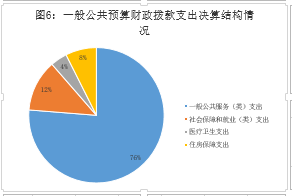 图6：一般公共预算财政拨款支出决算结构情
况
8%
4%
12%
76%
一般公共服务（类）支出
社会保障和就业（类）支出
医疗卫生支出
住房保障支出